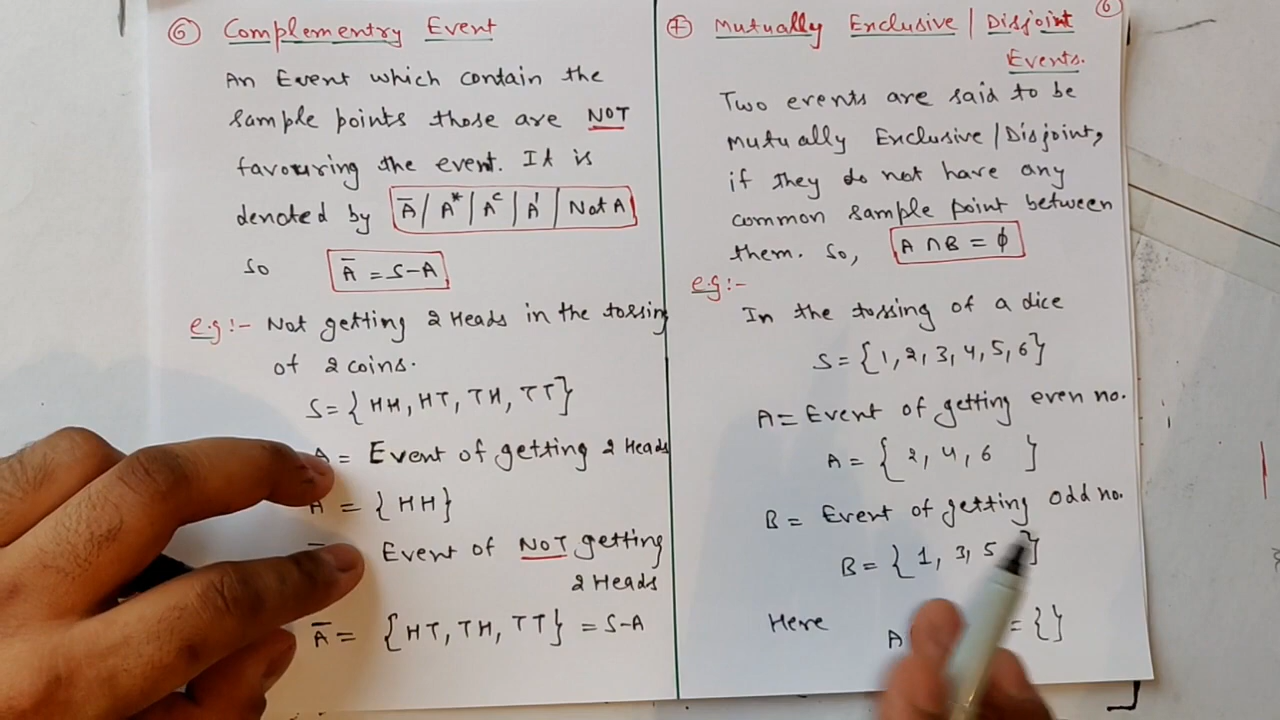 ⑥ Complementry Event
An Event which contain the
sample points those are NOT
favouring the event. It is
denoted by Ā / A* / Aᶜ / A' / Not A
so Ā = S-A
e.g :- Not getting 2 Heads in the tossing
of 2 coins.
S = { HH, HT, TH, TT }
A = Event of getting 2 Heads
A = { HH }
Event of NOT getting
2 Heads
Ā = { HT, TH, TT } = S-A
6
⑦ Mutually Exclusive / Disjoint
Events.
Two events are said to be
Mutually Exclusive / Disjoint,
if they do not have any
common sample point between
them. So, A ∩ B = ϕ
e.g :-
In the tossing of a dice
S = { 1, 2, 3, 4, 5, 6 }
A = Event of getting even no.
A = { 2, 4, 6 }
B = Event of getting odd no.
B = { 1, 3, 5 }
Here A = { }